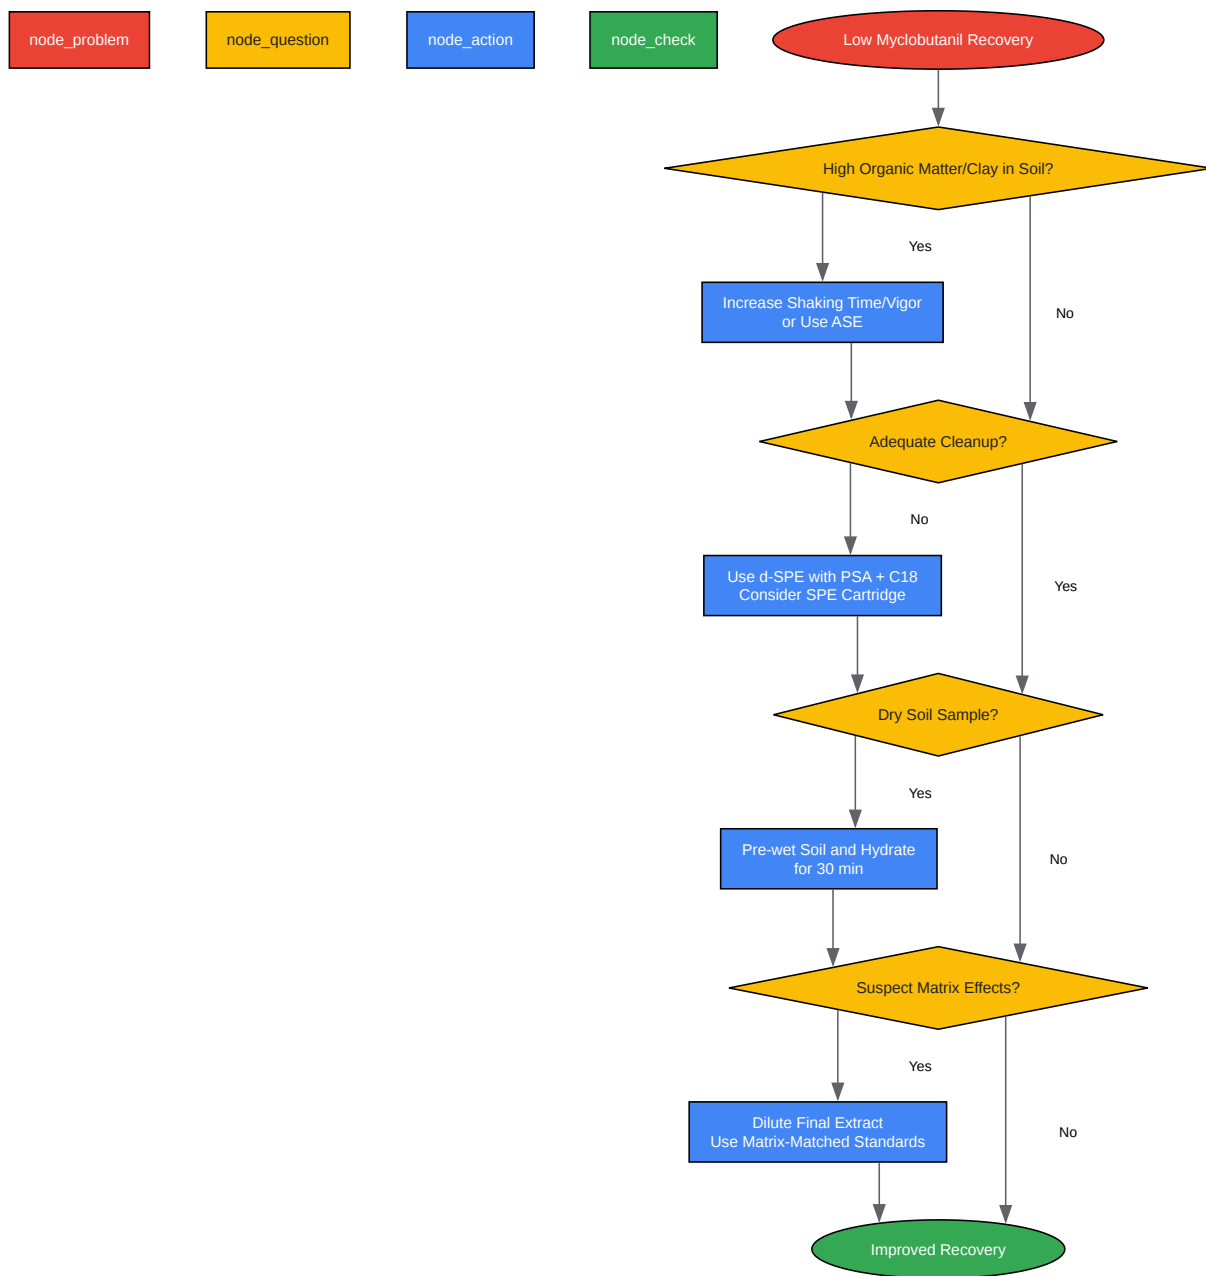 node_problem
node_question
node_action
node_check
Low Myclobutanil Recovery
High Organic Matter/Clay in Soil?
Yes
Increase Shaking Time/Vigor
or Use ASE
No
Adequate Cleanup?
No
Use d-SPE with PSA + C18
Consider SPE Cartridge
Yes
Dry Soil Sample?
Yes
Pre-wet Soil and Hydrate
for 30 min
No
Suspect Matrix Effects?
Yes
Dilute Final Extract
Use Matrix-Matched Standards
No
Improved Recovery